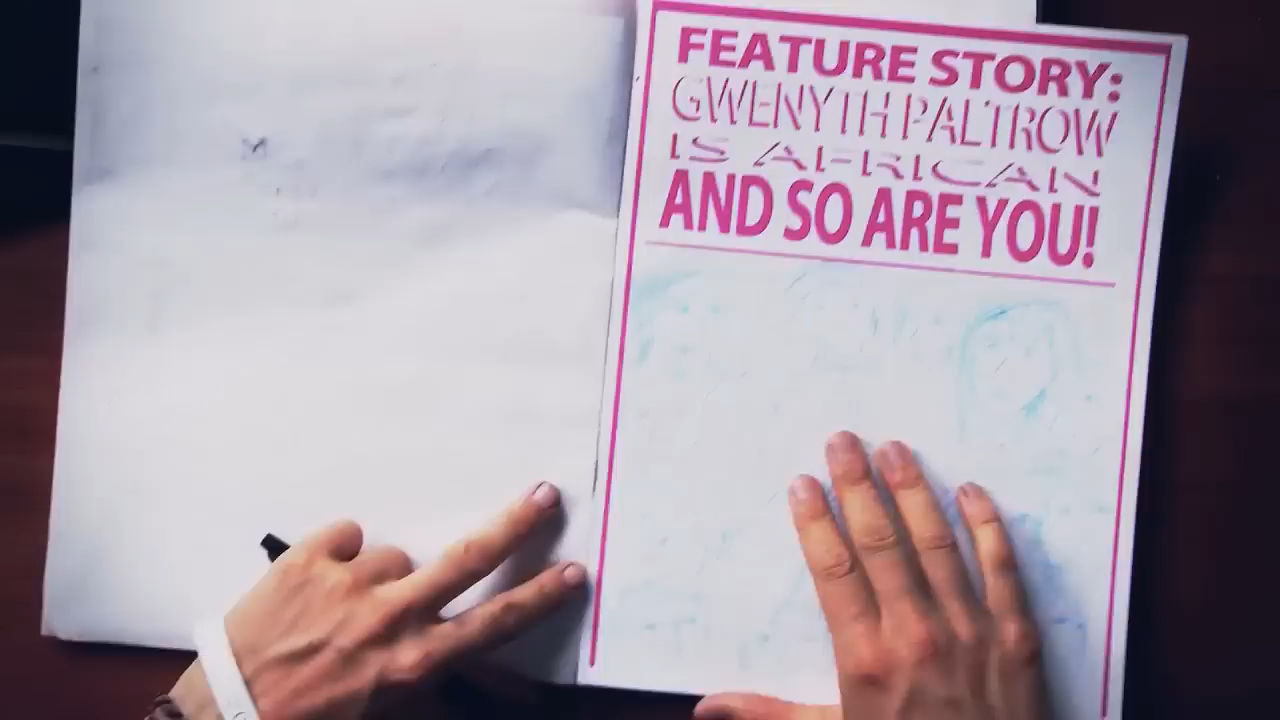 FEATURE STORY:
GWENYTH PALTROW
IS AFRICAN
AND SO ARE YOU!